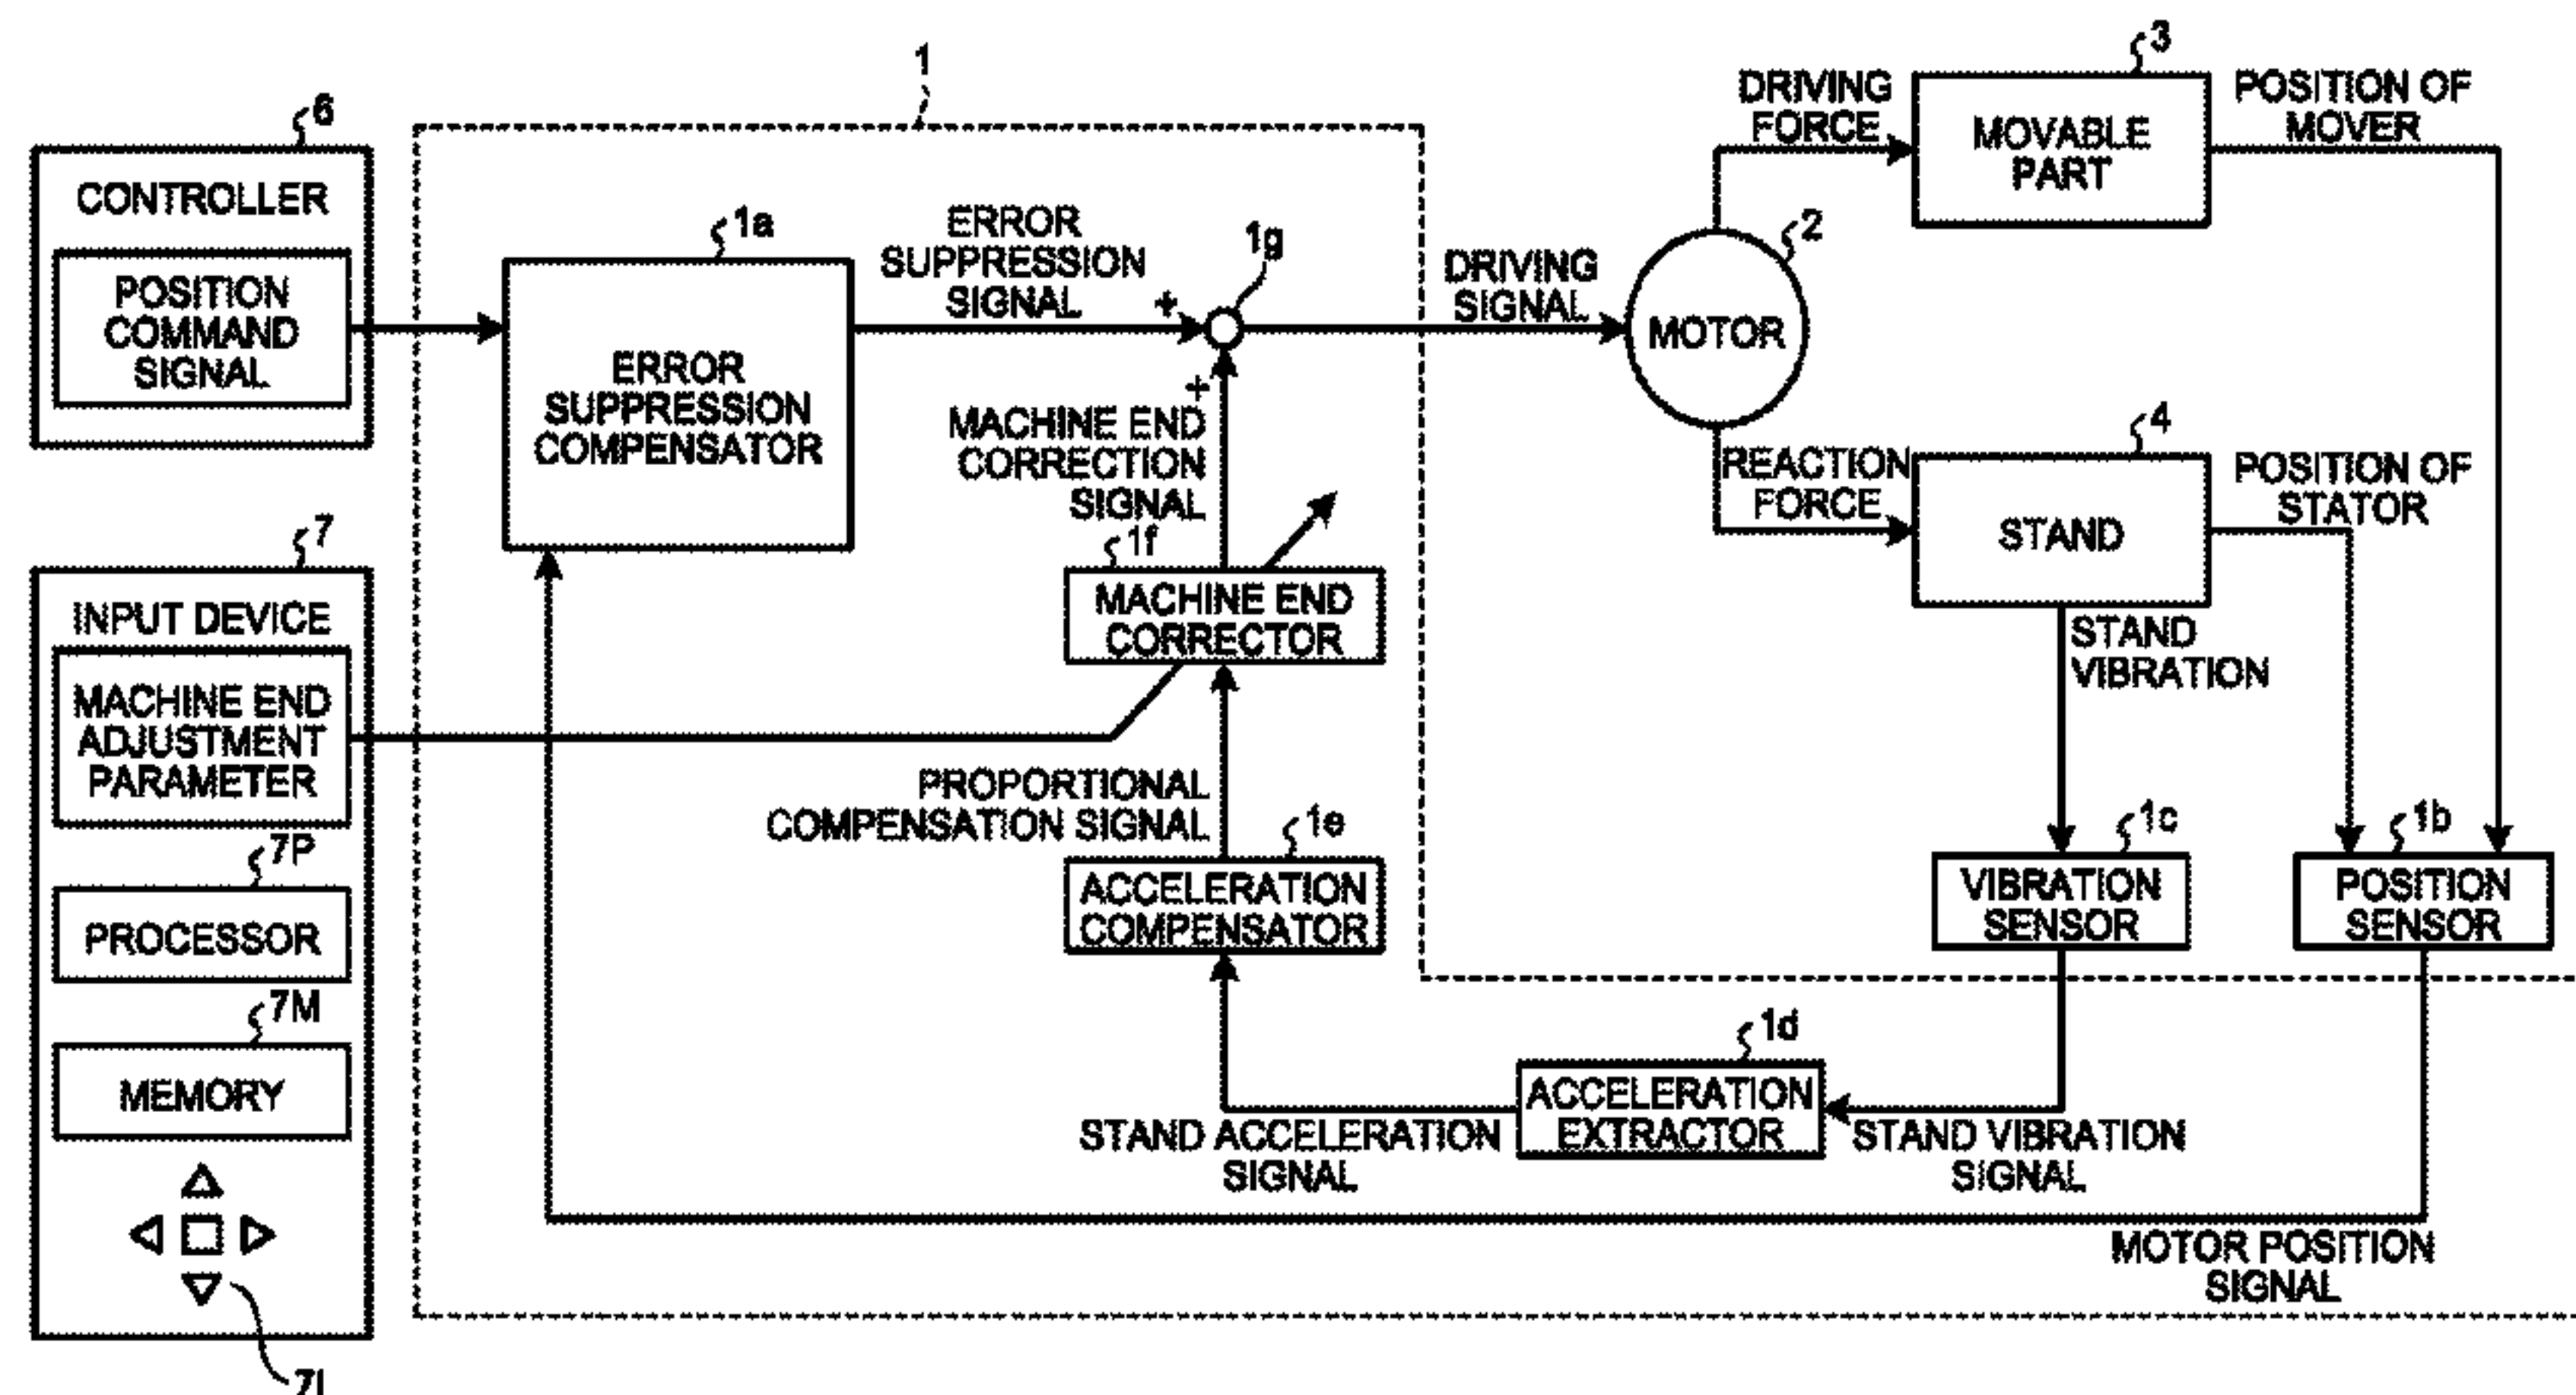 1
6
CONTROLLER
POSITION
COMMAND
SIGNAL
7
INPUT DEVICE
MACHINE END
ADJUSTMENT
PARAMETER
7P
PROCESSOR
7M
MEMORY
7I
1a
ERROR
SUPPRESSION
COMPENSATOR
ERROR
SUPPRESSION
SIGNAL
+
1g
+
MACHINE END
CORRECTION
SIGNAL
1f
MACHINE END
CORRECTOR
PROPORTIONAL
COMPENSATION SIGNAL
1e
ACCELERATION
COMPENSATOR
STAND ACCELERATION
SIGNAL
1d
ACCELERATION
EXTRACTOR
STAND VIBRATION
SIGNAL
MOTOR POSITION
SIGNAL
DRIVING
SIGNAL
2
MOTOR
DRIVING
FORCE
3
MOVABLE
PART
POSITION OF
MOVER
REACTION
FORCE
4
STAND
POSITION OF
STATOR
STAND
VIBRATION
1c
VIBRATION
SENSOR
1b
POSITION
SENSOR